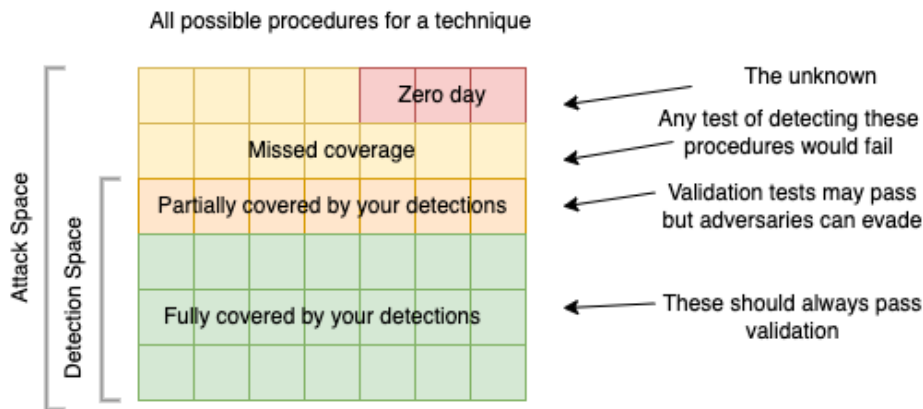 All possible procedures for a technique
Zero day
The unknown
Missed coverage
Any test of detecting these
procedures would fail
Partially covered by your detections
Validation tests may pass
but adversaries can evade
Fully covered by your detections
These should always pass
validation
Attack Space
Detection Space